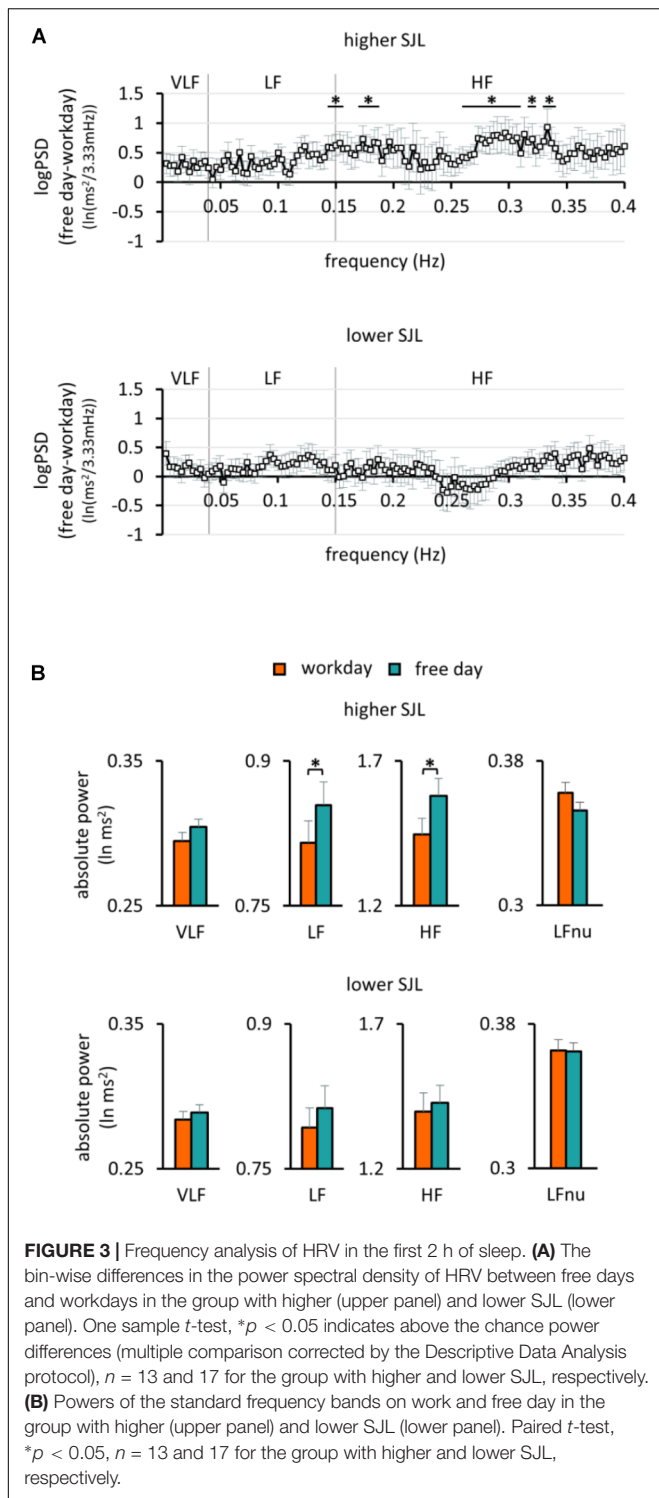 A
higher SJL
VLF LF HF
* * * * *
logPSD
(free day-workday)
(ln(ms²/3.33mHz))
1.5
1
0.5
0
-0.5
-1
0.05 0.1 0.15 0.2 0.25 0.3 0.35 0.4
frequency (Hz)
lower SJL
VLF LF HF
logPSD
(free day-workday)
(ln(ms²/3.33mHz))
1.5
1
0.5
0
-0.5
-1
0.05 0.1 0.15 0.2 0.25 0.3 0.35 0.4
frequency (Hz)
B
workday free day
higher SJL
absolute power
(ln ms²)
0.35 0.9 1.7 0.38
* *
0.25 0.75 1.2 0.3
VLF LF HF LFnu
lower SJL
absolute power
(ln ms²)
0.35 0.9 1.7 0.38
0.25 0.75 1.2 0.3
VLF LF HF LFnu
FIGURE 3 | Frequency analysis of HRV in the first 2 h of sleep. (A) The
bin-wise differences in the power spectral density of HRV between free days
and workdays in the group with higher (upper panel) and lower SJL (lower
panel). One sample t-test, *p < 0.05 indicates above the chance power
differences (multiple comparison corrected by the Descriptive Data Analysis
protocol), n = 13 and 17 for the group with higher and lower SJL, respectively.
(B) Powers of the standard frequency bands on work and free day in the
group with higher (upper panel) and lower SJL (lower panel). Paired t-test,
*p < 0.05, n = 13 and 17 for the group with higher and lower SJL,
respectively.